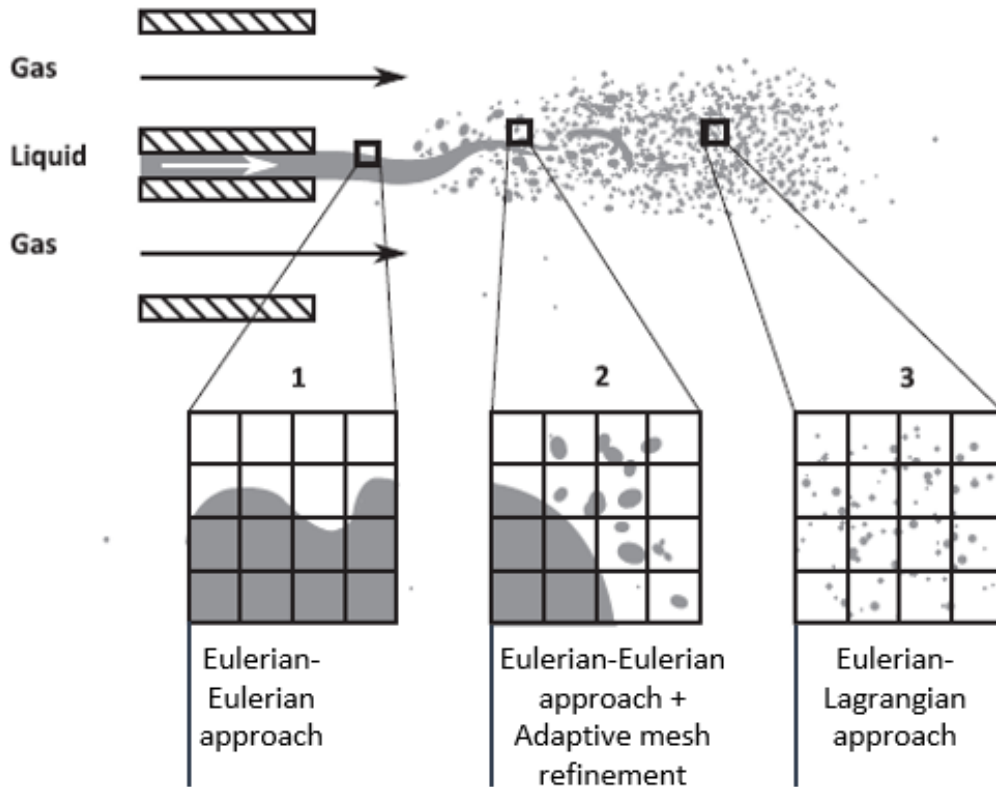 Gas
Liquid
Gas
1
2
3
Eulerian-
Eulerian
approach
Eulerian-Eulerian
approach +
Adaptive mesh
refinement
Eulerian-
Lagrangian
approach